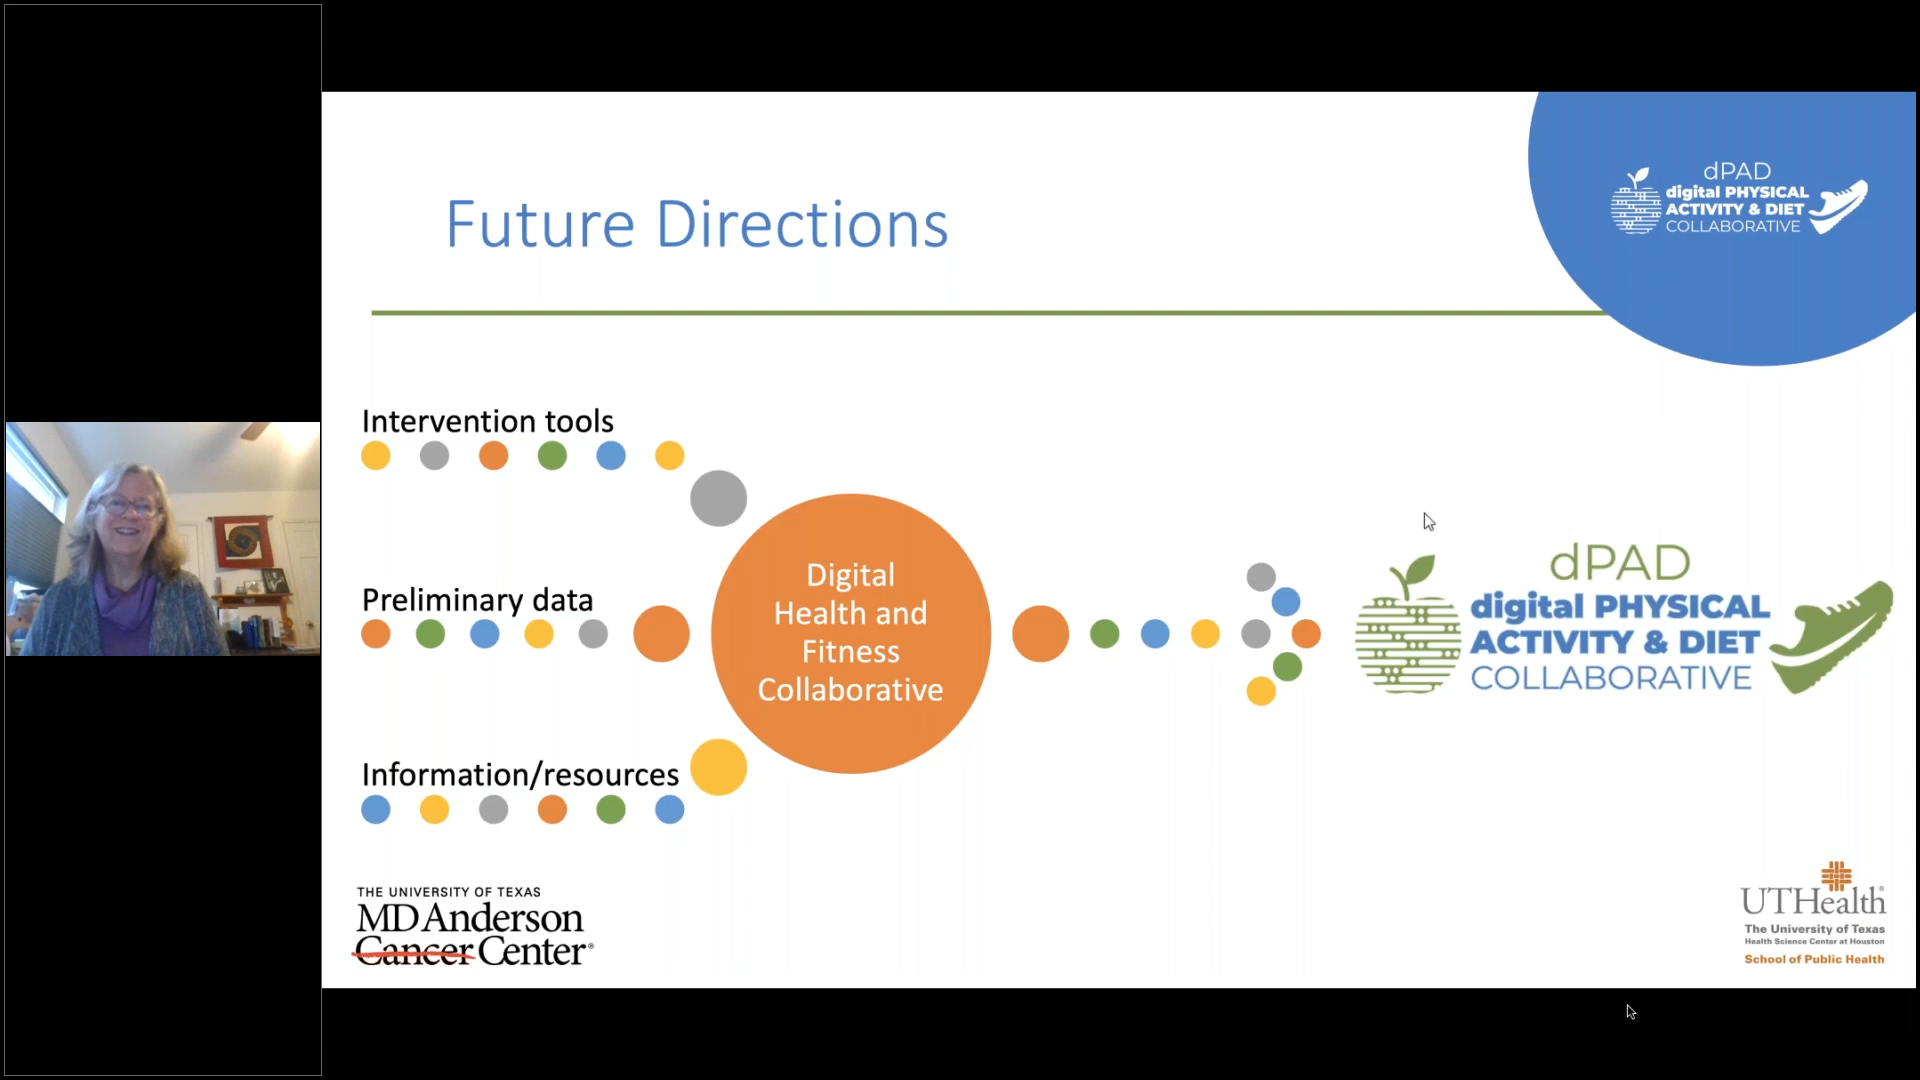 dPAD
digital PHYSICAL
ACTIVITY & DIET
COLLABORATIVE
Future Directions
Intervention tools
Preliminary data
Information/resources
Digital
Health and
Fitness
Collaborative
dPAD
digital PHYSICAL
ACTIVITY & DIET
COLLABORATIVE
THE UNIVERSITY OF TEXAS
MD Anderson
Cancer Center®
UTHealth®
The University of Texas
Health Science Center at Houston
School of Public Health